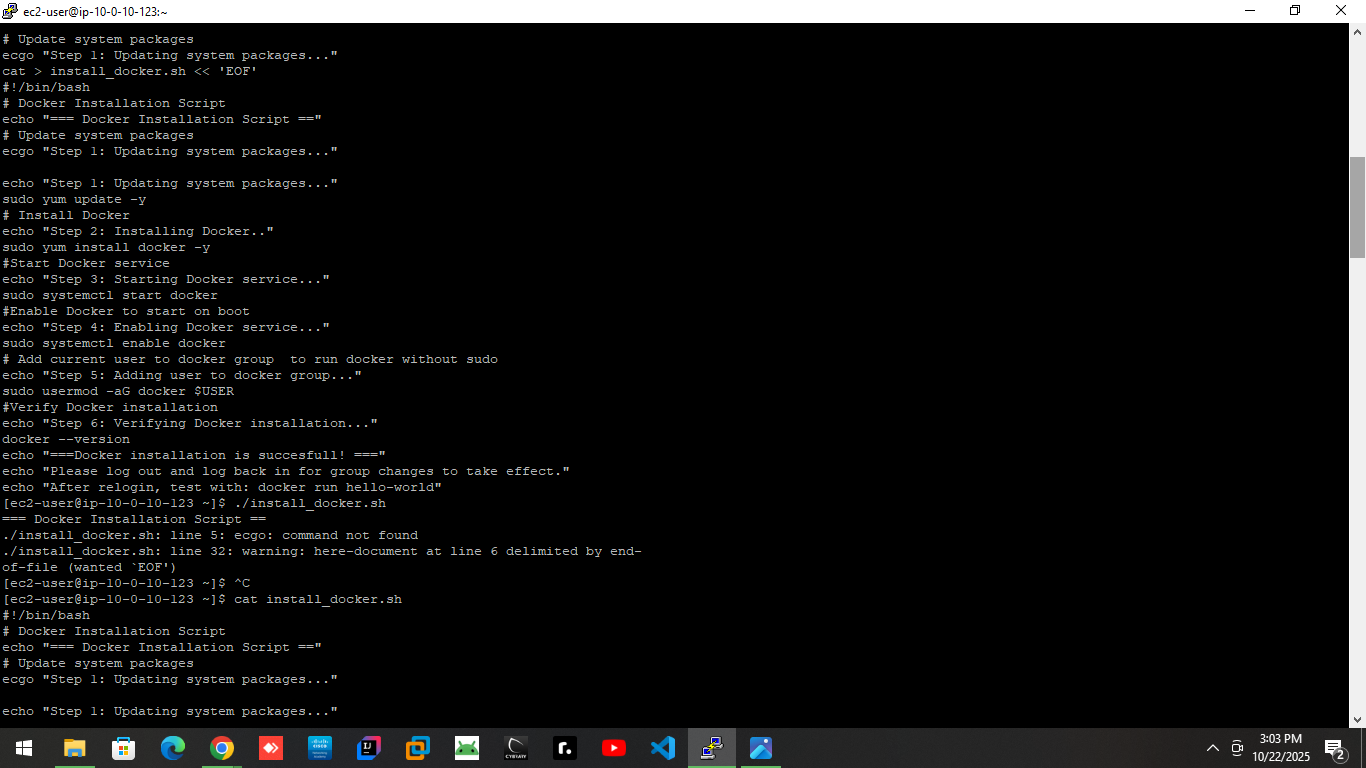 ec2-user@ip-10-0-10-123:~
# Update system packages
ecgo "Step 1: Updating system packages..."
cat > install_docker.sh << 'EOF'
#!/bin/bash
# Docker Installation Script
echo "=== Docker Installation Script =="
# Update system packages
ecgo "Step 1: Updating system packages..."
echo "Step 1: Updating system packages..."
sudo yum update -y
# Install Docker
echo "Step 2: Installing Docker.."
sudo yum install docker -y
#Start Docker service
echo "Step 3: Starting Docker service..."
sudo systemctl start docker
#Enable Docker to start on boot
echo "Step 4: Enabling Dcoker service..."
sudo systemctl enable docker
# Add current user to docker group  to run docker without sudo
echo "Step 5: Adding user to docker group..."
sudo usermod -aG docker $USER
#Verify Docker installation
echo "Step 6: Verifying Docker installation..."
docker --version
echo "===Docker installation is succesfull! ==="
echo "Please log out and log back in for group changes to take effect."
echo "After relogin, test with: docker run hello-world"
[ec2-user@ip-10-0-10-123 ~]$ ./install_docker.sh
=== Docker Installation Script ==
./install_docker.sh: line 5: ecgo: command not found
./install_docker.sh: line 32: warning: here-document at line 6 delimited by end-
of-file (wanted `EOF')
[ec2-user@ip-10-0-10-123 ~]$ ^C
[ec2-user@ip-10-0-10-123 ~]$ cat install_docker.sh
#!/bin/bash
# Docker Installation Script
echo "=== Docker Installation Script =="
# Update system packages
ecgo "Step 1: Updating system packages..."
echo "Step 1: Updating system packages..."
3:03 PM
10/22/2025
2